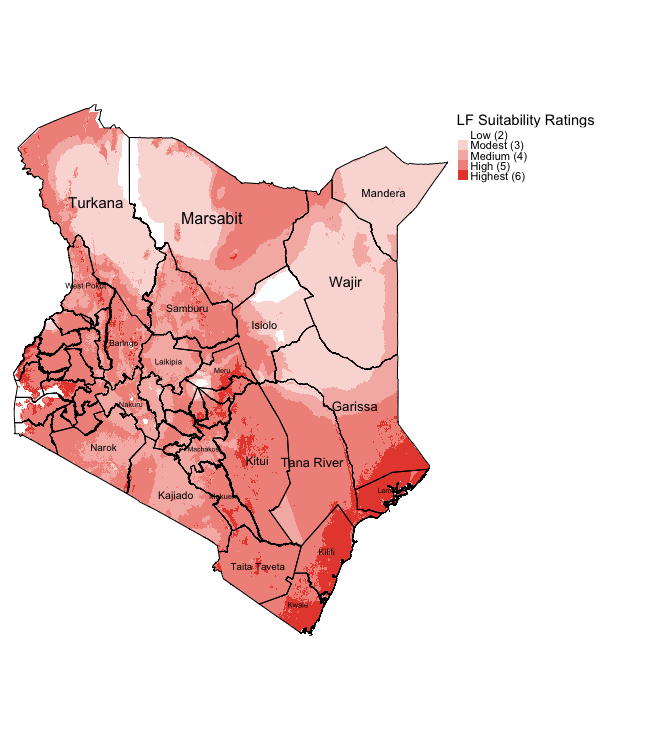 LF Suitability Ratings
Low (2)
Modest (3)
Medium (4)
High (5)
Highest (6)
Mandera
Turkana
Marsabit
Wajir
West Pokot
Samburu
Isiolo
Baringo
Laikipia
Meru
Nakuru
Garissa
Narok
Machakos
Kitui
Tana River
Kajiado
Makueni
Lamu
Kilifi
Taita Taveta
Kwale